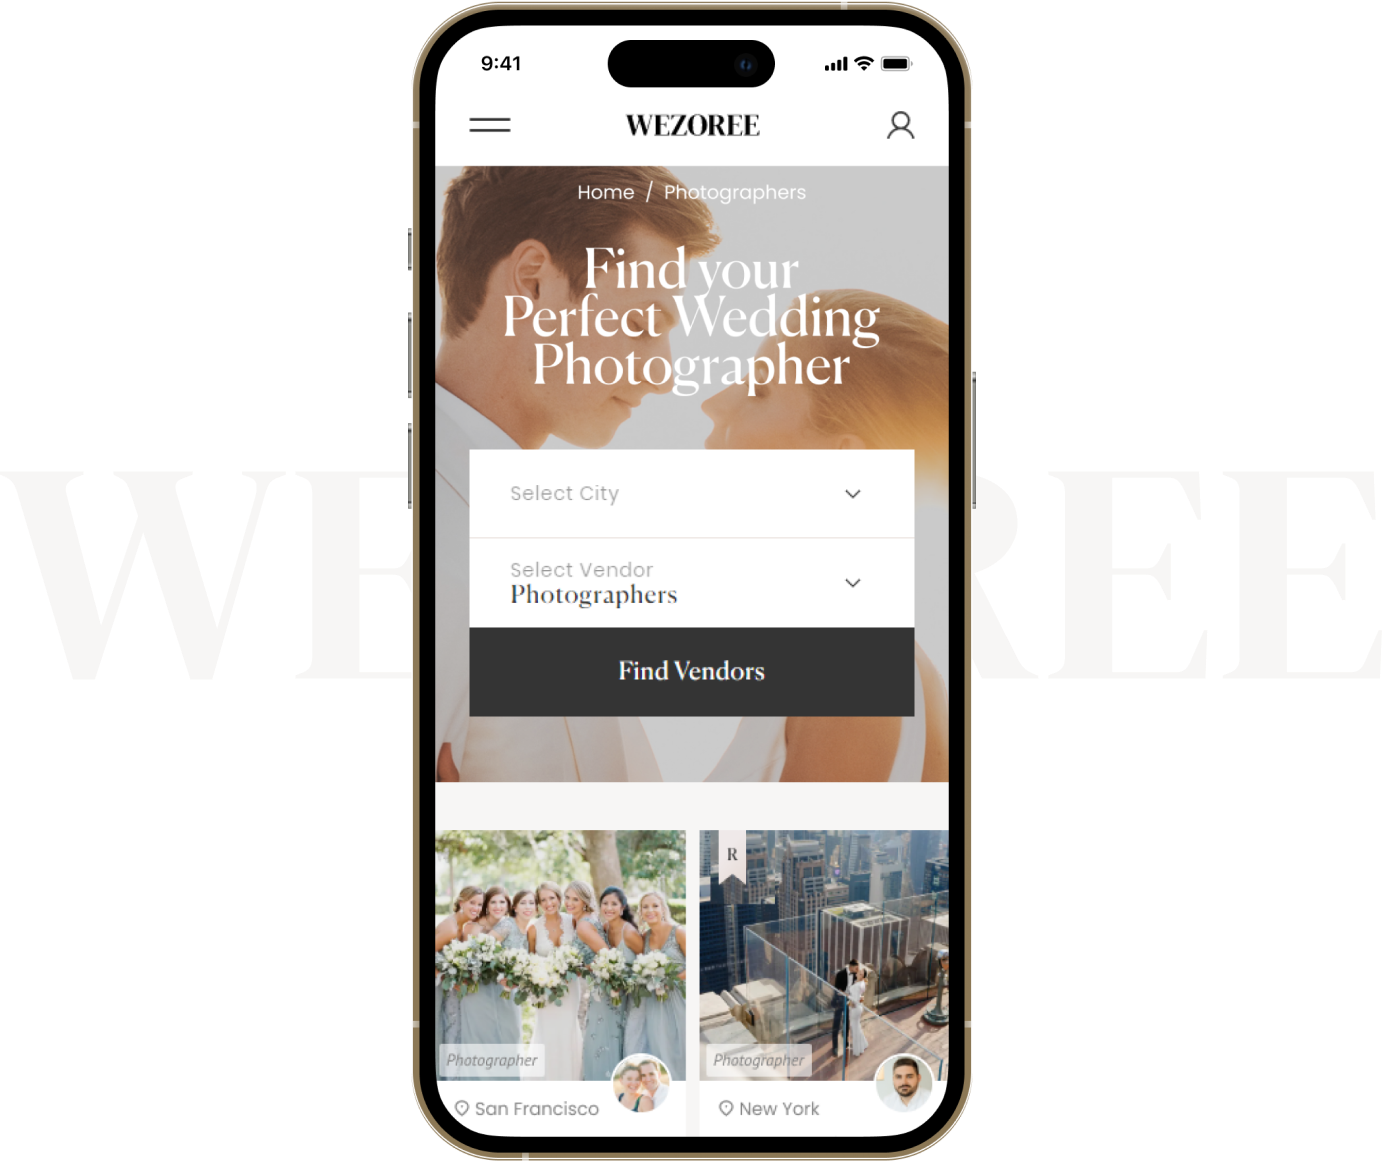 9:41
WEZOREE
Home / Photographers
Find your
Perfect Wedding
Photographer
Select City
Select Vendor
Photographers
Find Vendors
R
Photographer
Photographer
San Francisco
New York
WE REE